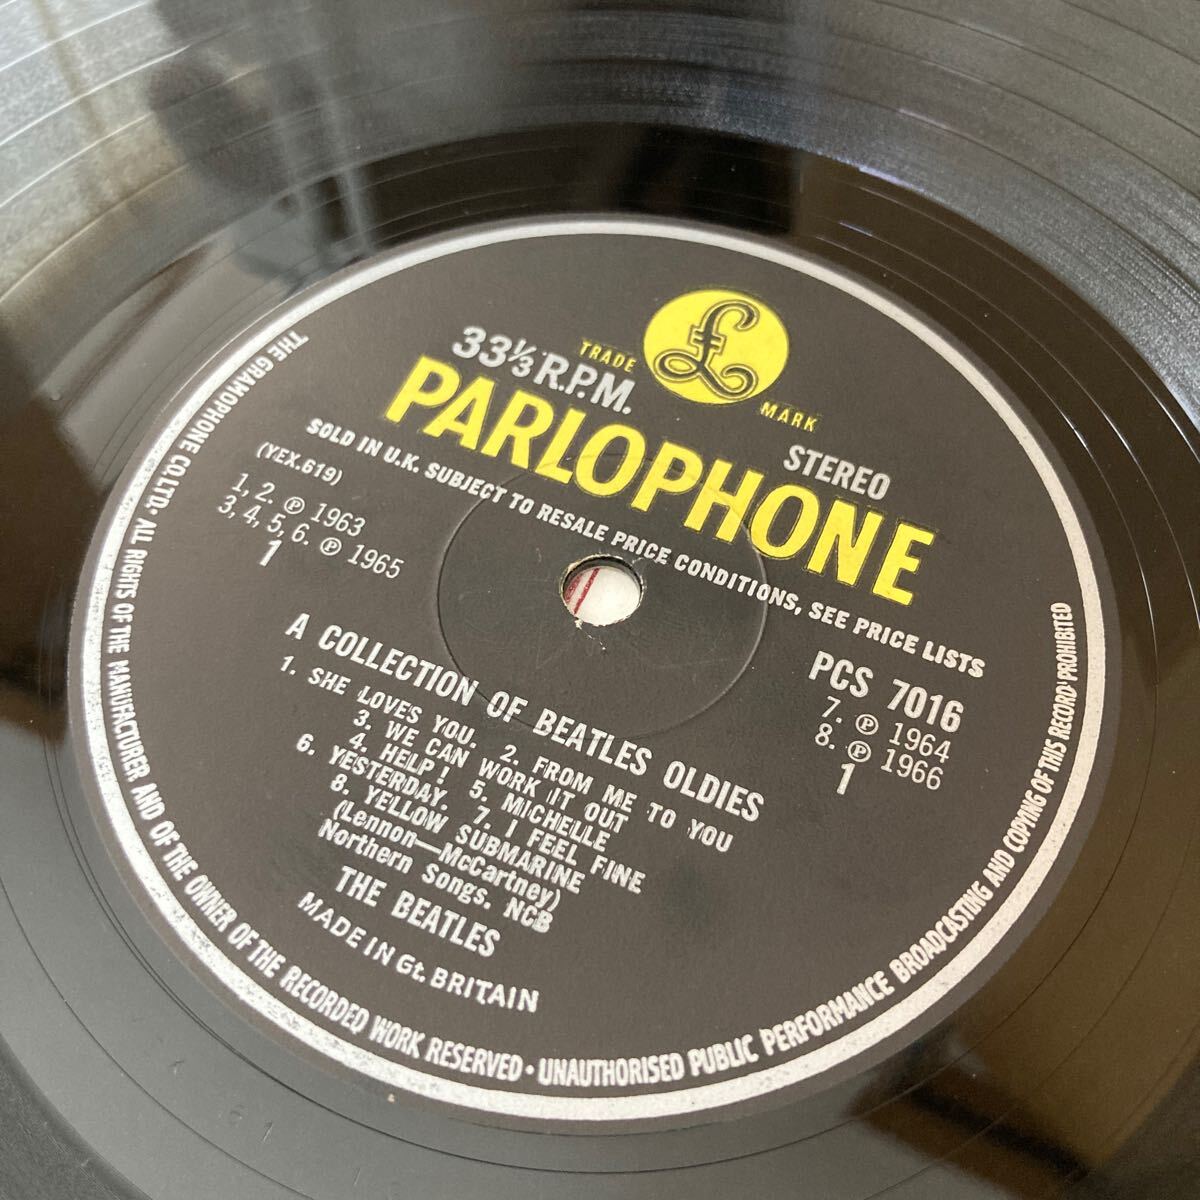 TRADE £ MARK
33⅓ R.P.M.
STEREO
PARLOPHONE
SOLD IN U.K. SUBJECT TO RESALE PRICE CONDITIONS, SEE PRICE LISTS
(YEX.619)
1, 2. Ⓟ 1963
3, 4, 5, 6. Ⓟ 1965
1
PCS 7016
7. Ⓟ 1964
8. Ⓟ 1966
1
A COLLECTION OF BEATLES OLDIES
1. SHE LOVES YOU. 2. FROM ME TO YOU
3. WE CAN WORK IT OUT
4. HELP! 5. MICHELLE
6. YESTERDAY. 7. I FEEL FINE
8. YELLOW SUBMARINE
(Lennon—McCartney)
Northern Songs. NCB
THE BEATLES
MADE IN Gt. BRITAIN
THE GRAMOPHONE CO. LTD. ALL RIGHTS OF THE MANUFACTURER AND OF THE OWNER OF THE RECORDED WORK RESERVED · UNAUTHORISED PUBLIC PERFORMANCE BROADCASTING AND COPYING OF THIS RECORD PROHIBITED